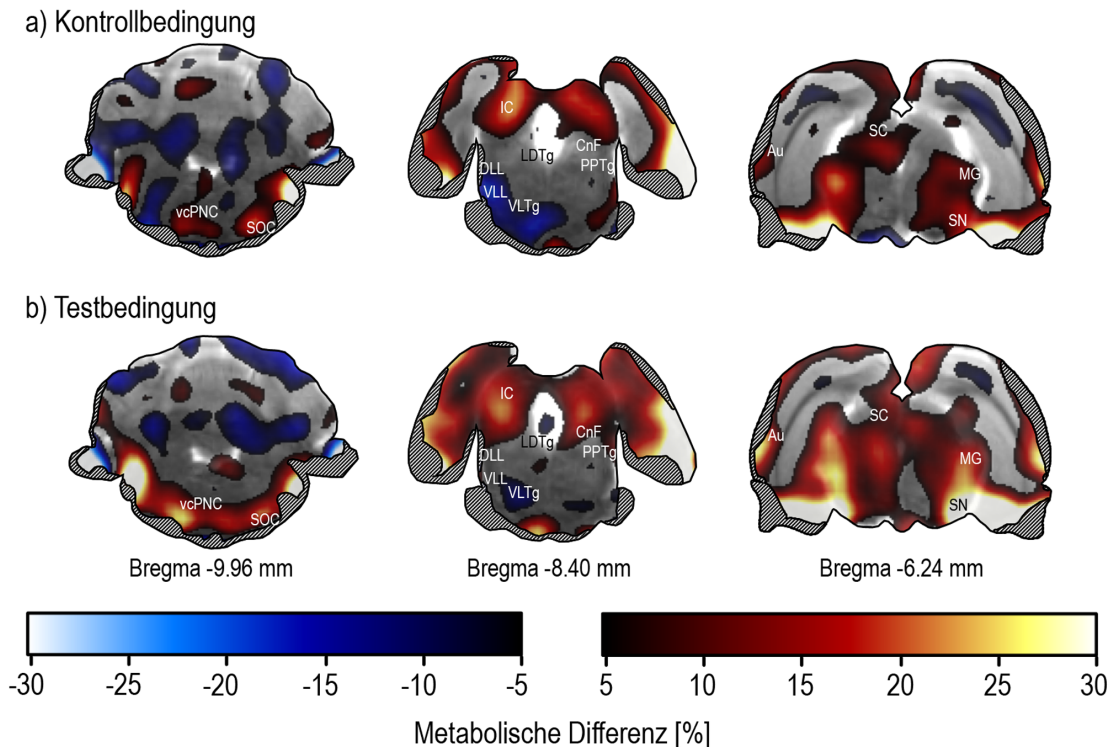 a) Kontrollbedingung
IC
SC
LDTg
CnF
Au
DLL
PPTg
MG
VLL
vcPNC
VLTg
SOC
SN
b) Testbedingung
IC
SC
LDTg
CnF
Au
DLL
PPTg
MG
VLL
vcPNC
VLTg
SOC
SN
Bregma -9.96 mm
Bregma -8.40 mm
Bregma -6.24 mm
-30 -25 -20 -15 -10 -5
5 10 15 20 25 30
Metabolische Differenz [%]